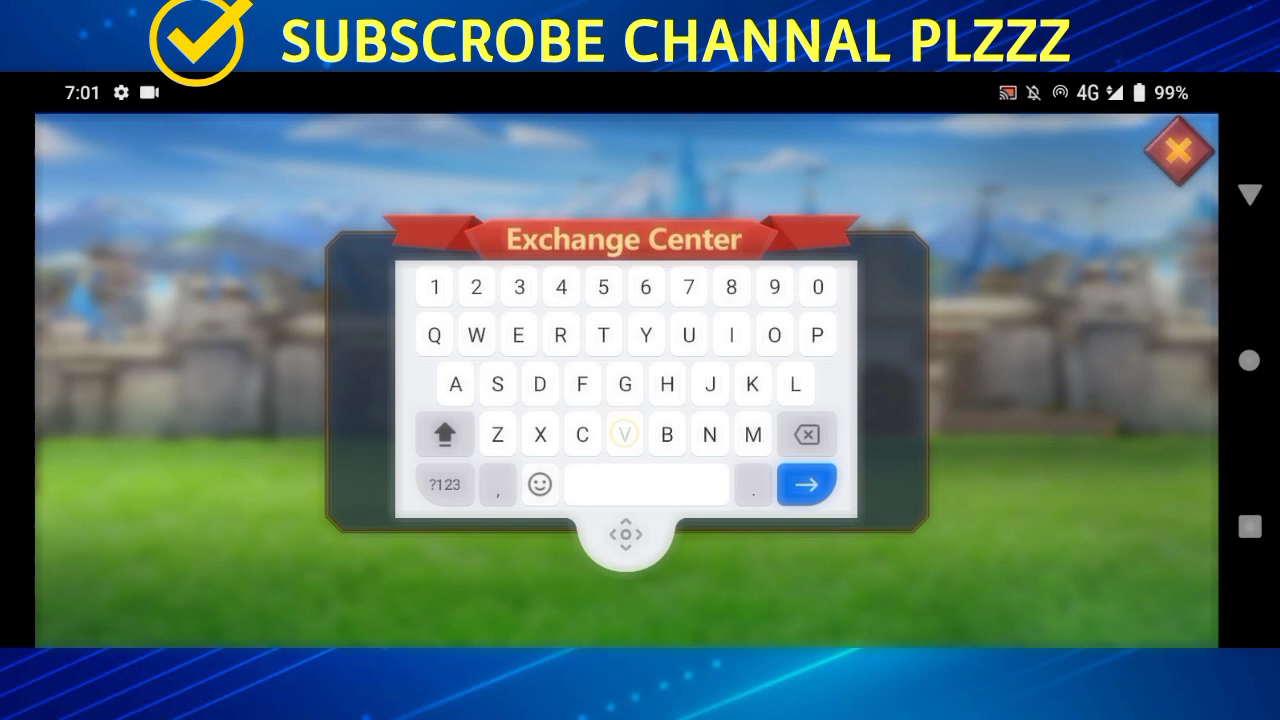 SUBSCROBE CHANNAL PLZZZ
7:01 4G 99%
Exchange Center
1 2 3 4 5 6 7 8 9 0
Q W E R T Y U I O P
A S D F G H J K L
Z X C V B N M
?123 , .